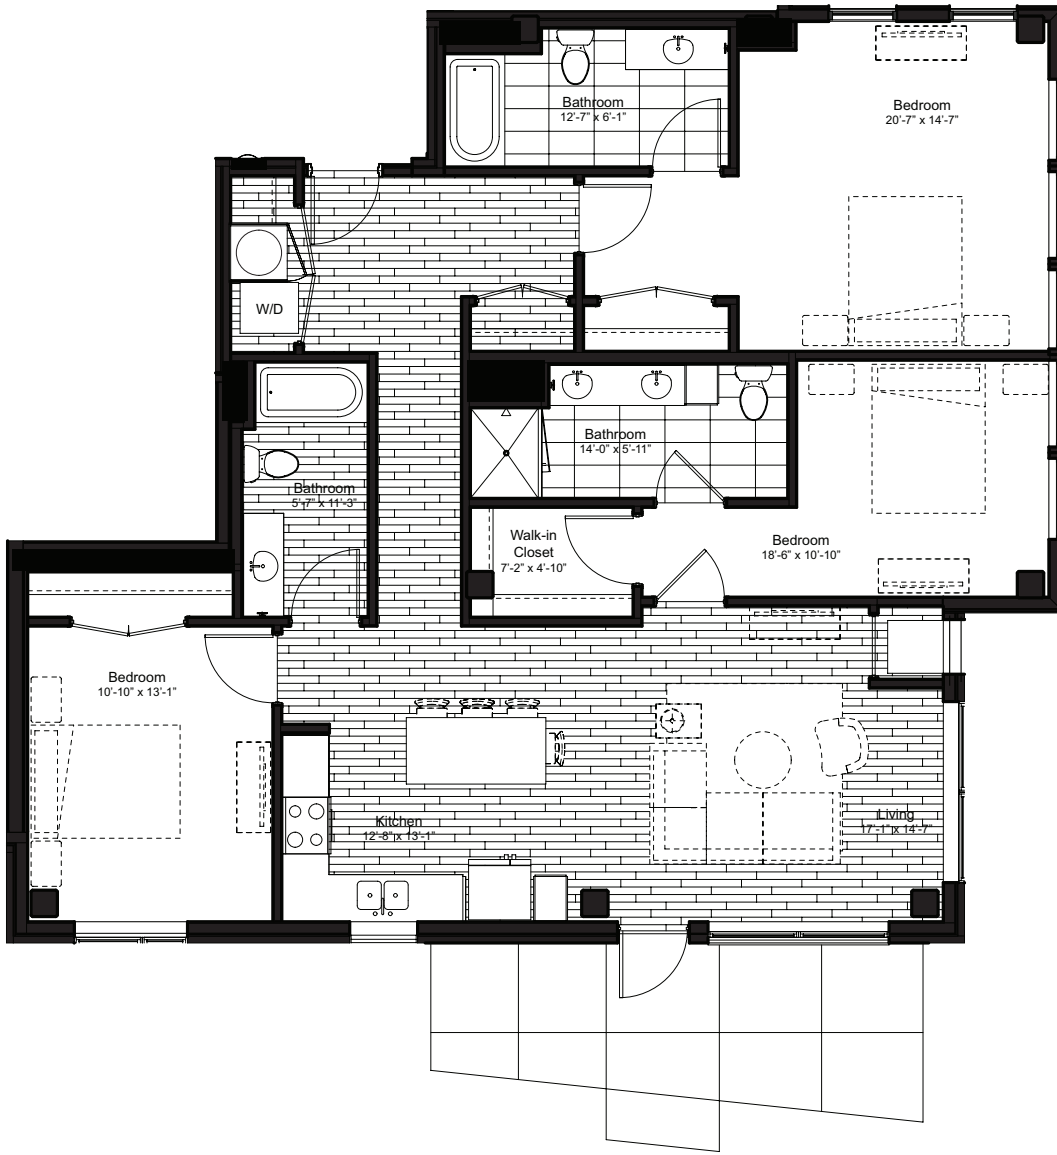 Bathroom
12'-7" x 6'-1"
Bedroom
20'-7" x 14'-7"
W/D
Bathroom
14'-0" x 5'-11"
Bathroom
5'-7" x 11'-3"
Walk-in
Closet
7'-2" x 4'-10"
Bedroom
18'-6" x 10'-10"
Bedroom
10'-10" x 13'-1"
Kitchen
12'-8" x 13'-1"
Living
17'-1" x 14'-7"